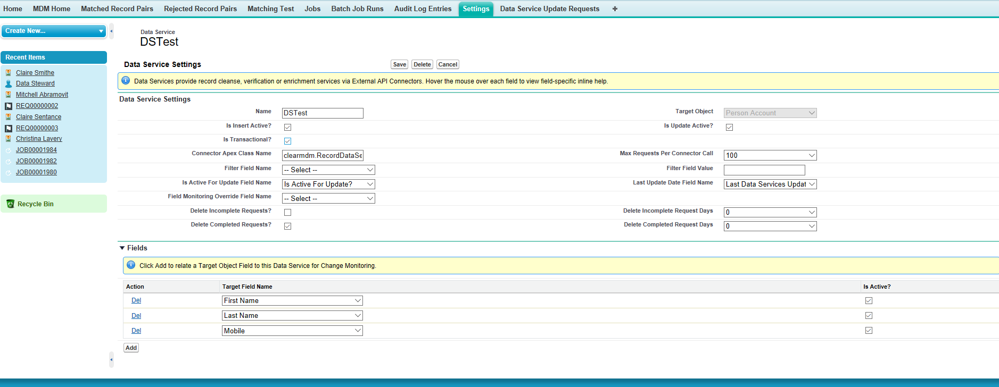 Home MDM Home Matched Record Pairs Rejected Record Pairs Matching Test Jobs Batch Job Runs Audit Log Entries Settings Data Service Update Requests +
Create New...
Recent Items
Claire Smithe
Data Steward
Mitchell Abramovit
REQ00000002
Claire Sentance
REQ00000003
Christina Lavery
JOB00001984
JOB00001982
JOB00001980
Recycle Bin
Data Service
DSTest
Data Service Settings Save Delete Cancel
Data Services provide record cleanse, verification or enrichment services via External API Connectors. Hover the mouse over each field to view field-specific inline help.
Data Service Settings
Name DSTest Target Object Person Account
Is Insert Active? Is Update Active?
Is Transactional?
Connector Apex Class Name clearmdm.RecordDataSe Max Requests Per Connector Call 100
Filter Field Name -- Select -- Filter Field Value
Is Active For Update Field Name Is Active For Update? Last Update Date Field Name Last Data Services Updat
Field Monitoring Override Field Name -- Select --
Delete Incomplete Requests? Delete Incomplete Request Days 0
Delete Completed Requests? Delete Completed Request Days 0
Fields
Click Add to relate a Target Object Field to this Data Service for Change Monitoring.
Action Target Field Name Is Active?
Del First Name
Del Last Name
Del Mobile
Add